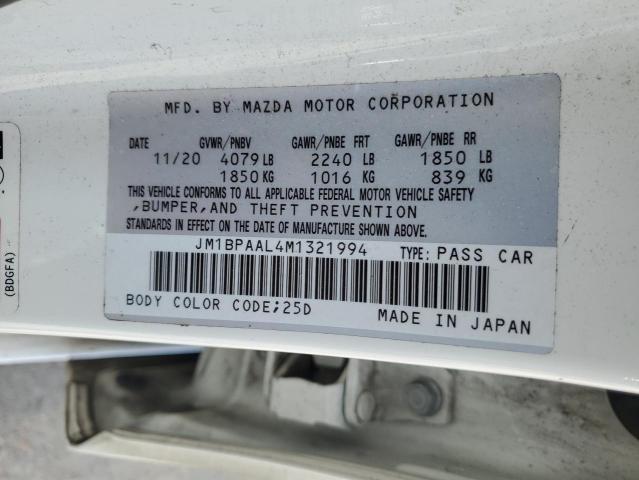 MFD. BY MAZDA MOTOR CORPORATION
DATE GVWR/PNBV GAWR/PNBE FRT GAWR/PNBE RR
11/20 4079 LB 2240 LB 1850 LB
1850 KG 1016 KG 839 KG
THIS VEHICLE CONFORMS TO ALL APPLICABLE FEDERAL MOTOR VEHICLE SAFETY
,BUMPER,AND THEFT PREVENTION
STANDARDS IN EFFECT ON THE DATE OF MANUFACTURE SHOWN ABOVE.
JM1BPAAL4M1321994 TYPE: PASS CAR
BODY COLOR CODE;25D
MADE IN JAPAN
(BDGFA)